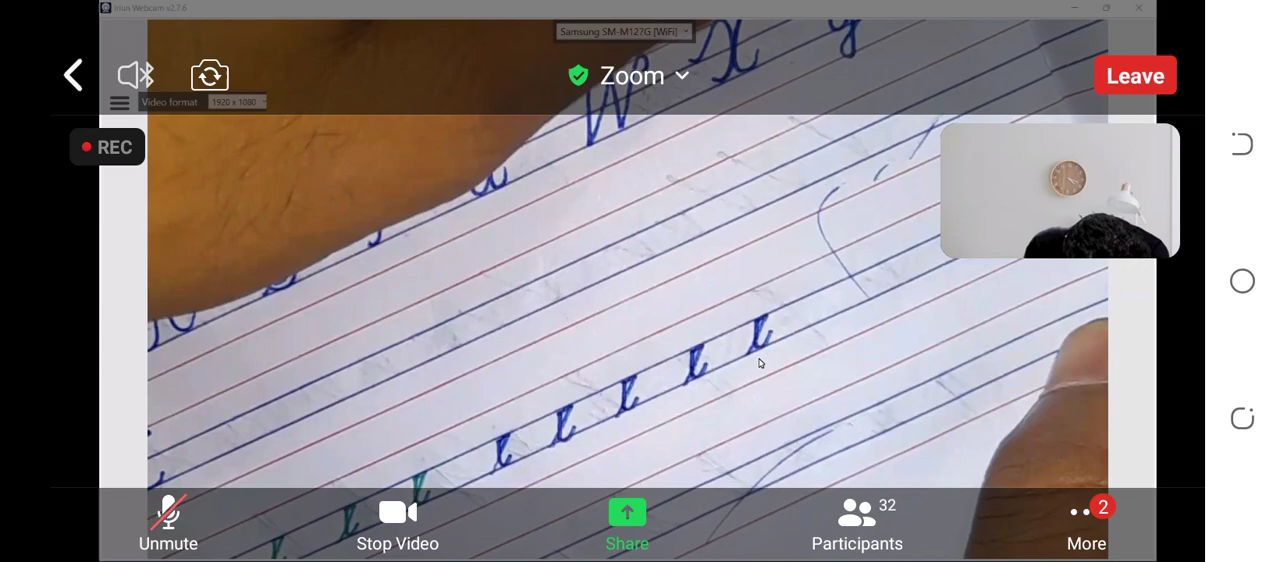 Iriun Webcam v2.7.6
Samsung SM-M127G [WiFi]
Zoom
Leave
Video format 1920 x 1080
REC
W x y
l l l l l l l l
Unmute
Stop Video
Share
Participants 32
More 2